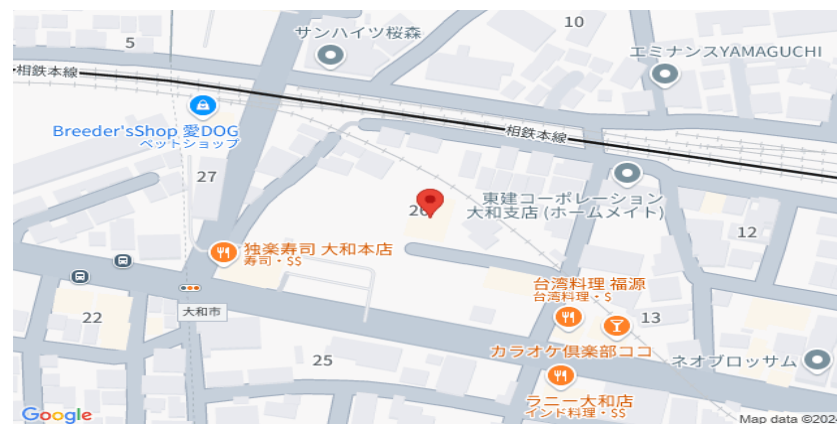 10
5
サンハイツ桜森
エミナンスYAMAGUCHI
相鉄本線
Breeder'sShop 愛DOG
ペットショップ
相鉄本線
27
東建コーポレーション
大和支店 (ホームメイト)
12
独楽寿司 大和本店
寿司・SS
台湾料理 福源
台湾料理・S
大和市
22
13
カラオケ倶楽部ココ
25
ネオブロッサム
ラニー大和店
インド料理・SS
Google
Map data ©2024